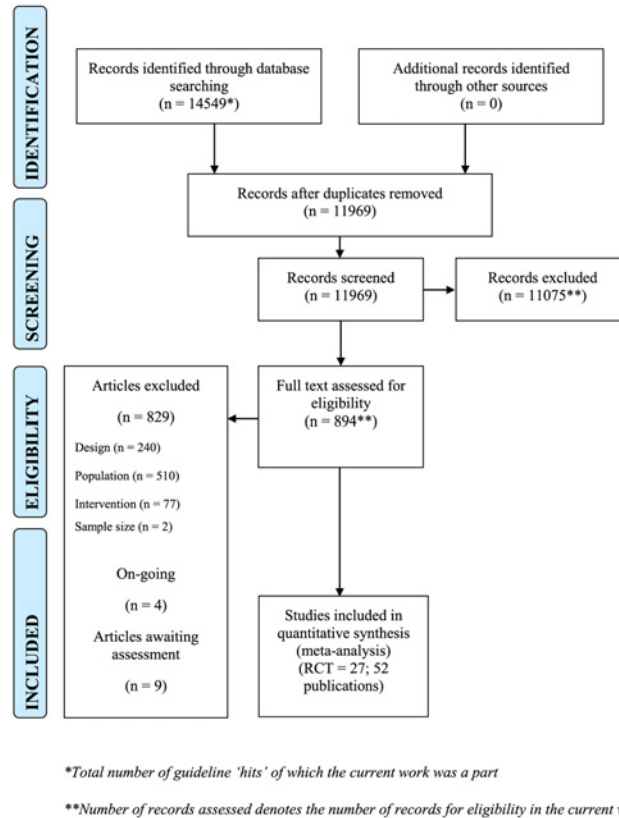 IDENTIFICATION
Records identified through database
searching
(n = 14549*)
Additional records identified
through other sources
(n = 0)
Records after duplicates removed
(n = 11969)
SCREENING
Records screened
(n = 11969)
Records excluded
(n = 11075**)
ELIGIBILITY
Articles excluded
(n = 829)
Design (n = 240)
Population (n = 510)
Intervention (n = 77)
Sample size (n = 2)
On-going
(n = 4)
Articles awaiting
assessment
(n = 9)
Full text assessed for
eligibility
(n = 894**)
INCLUDED
Studies included in
quantitative synthesis
(meta-analysis)
(RCT = 27; 52
publications)
*Total number of guideline ‘hits’ of which the current work was a part
**Number of records assessed denotes the number of records for eligibility in the current